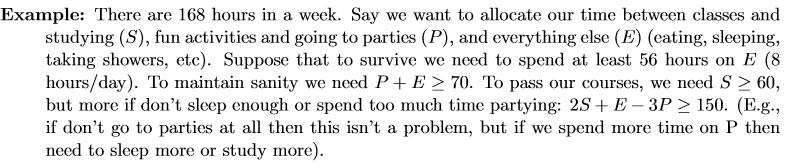 Example: There are 168 hours in a week. Say we want to allocate our time between classes and
studying (S), fun activities and going to parties (P), and everything else (E) (eating, sleeping,
taking showers, etc). Suppose that to survive we need to spend at least 56 hours on E (8
hours/day). To maintain sanity we need P + E ≥ 70. To pass our courses, we need S ≥ 60,
but more if don't sleep enough or spend too much time partying: 2S + E − 3P ≥ 150. (E.g.,
if don't go to parties at all then this isn't a problem, but if we spend more time on P then
need to sleep more or study more).